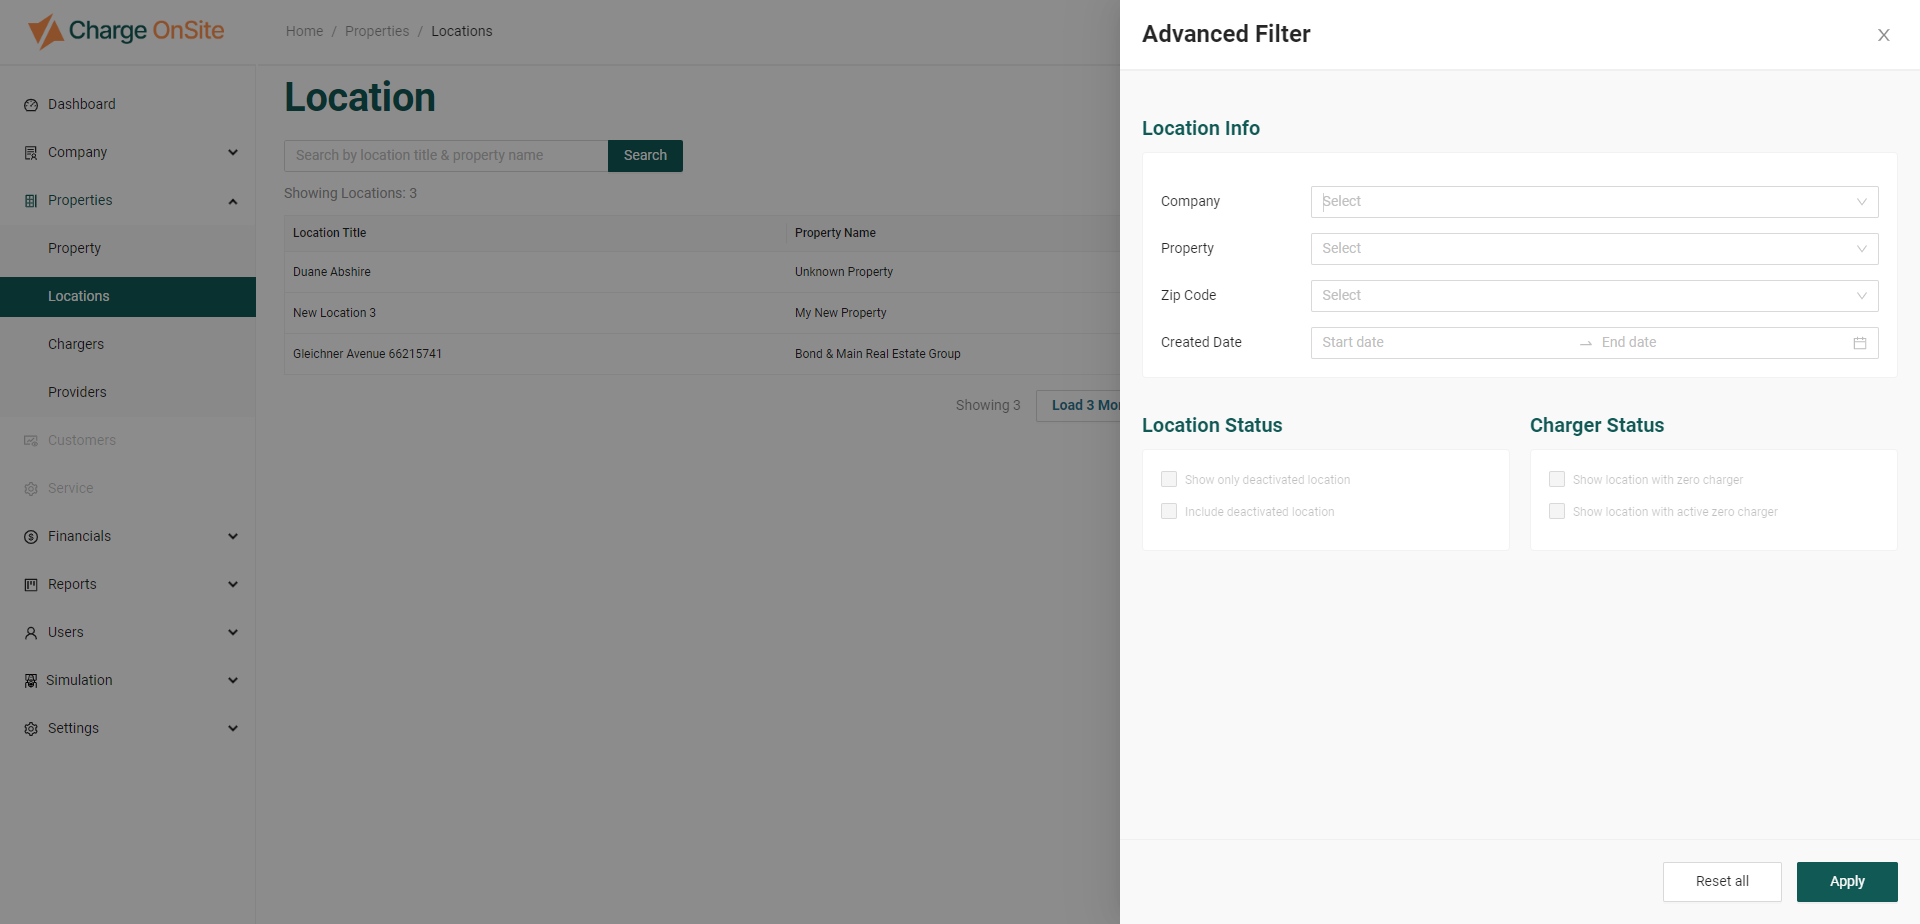 Charge OnSite
Home / Properties / Locations
Dashboard
Company
Properties
Property
Locations
Chargers
Providers
Customers
Service
Financials
Reports
Users
Simulation
Settings
Location
Search by location title & property name
Search
Showing Locations: 3
Location Title Property Name
Duane Abshire Unknown Property
New Location 3 My New Property
Gleichner Avenue 66215741 Bond & Main Real Estate Group
Showing 3 Load 3 Mor
Advanced Filter
Location Info
Company Select
Property Select
Zip Code Select
Created Date Start date → End date
Location Status
Show only deactivated location
Include deactivated location
Charger Status
Show location with zero charger
Show location with active zero charger
Reset all
Apply